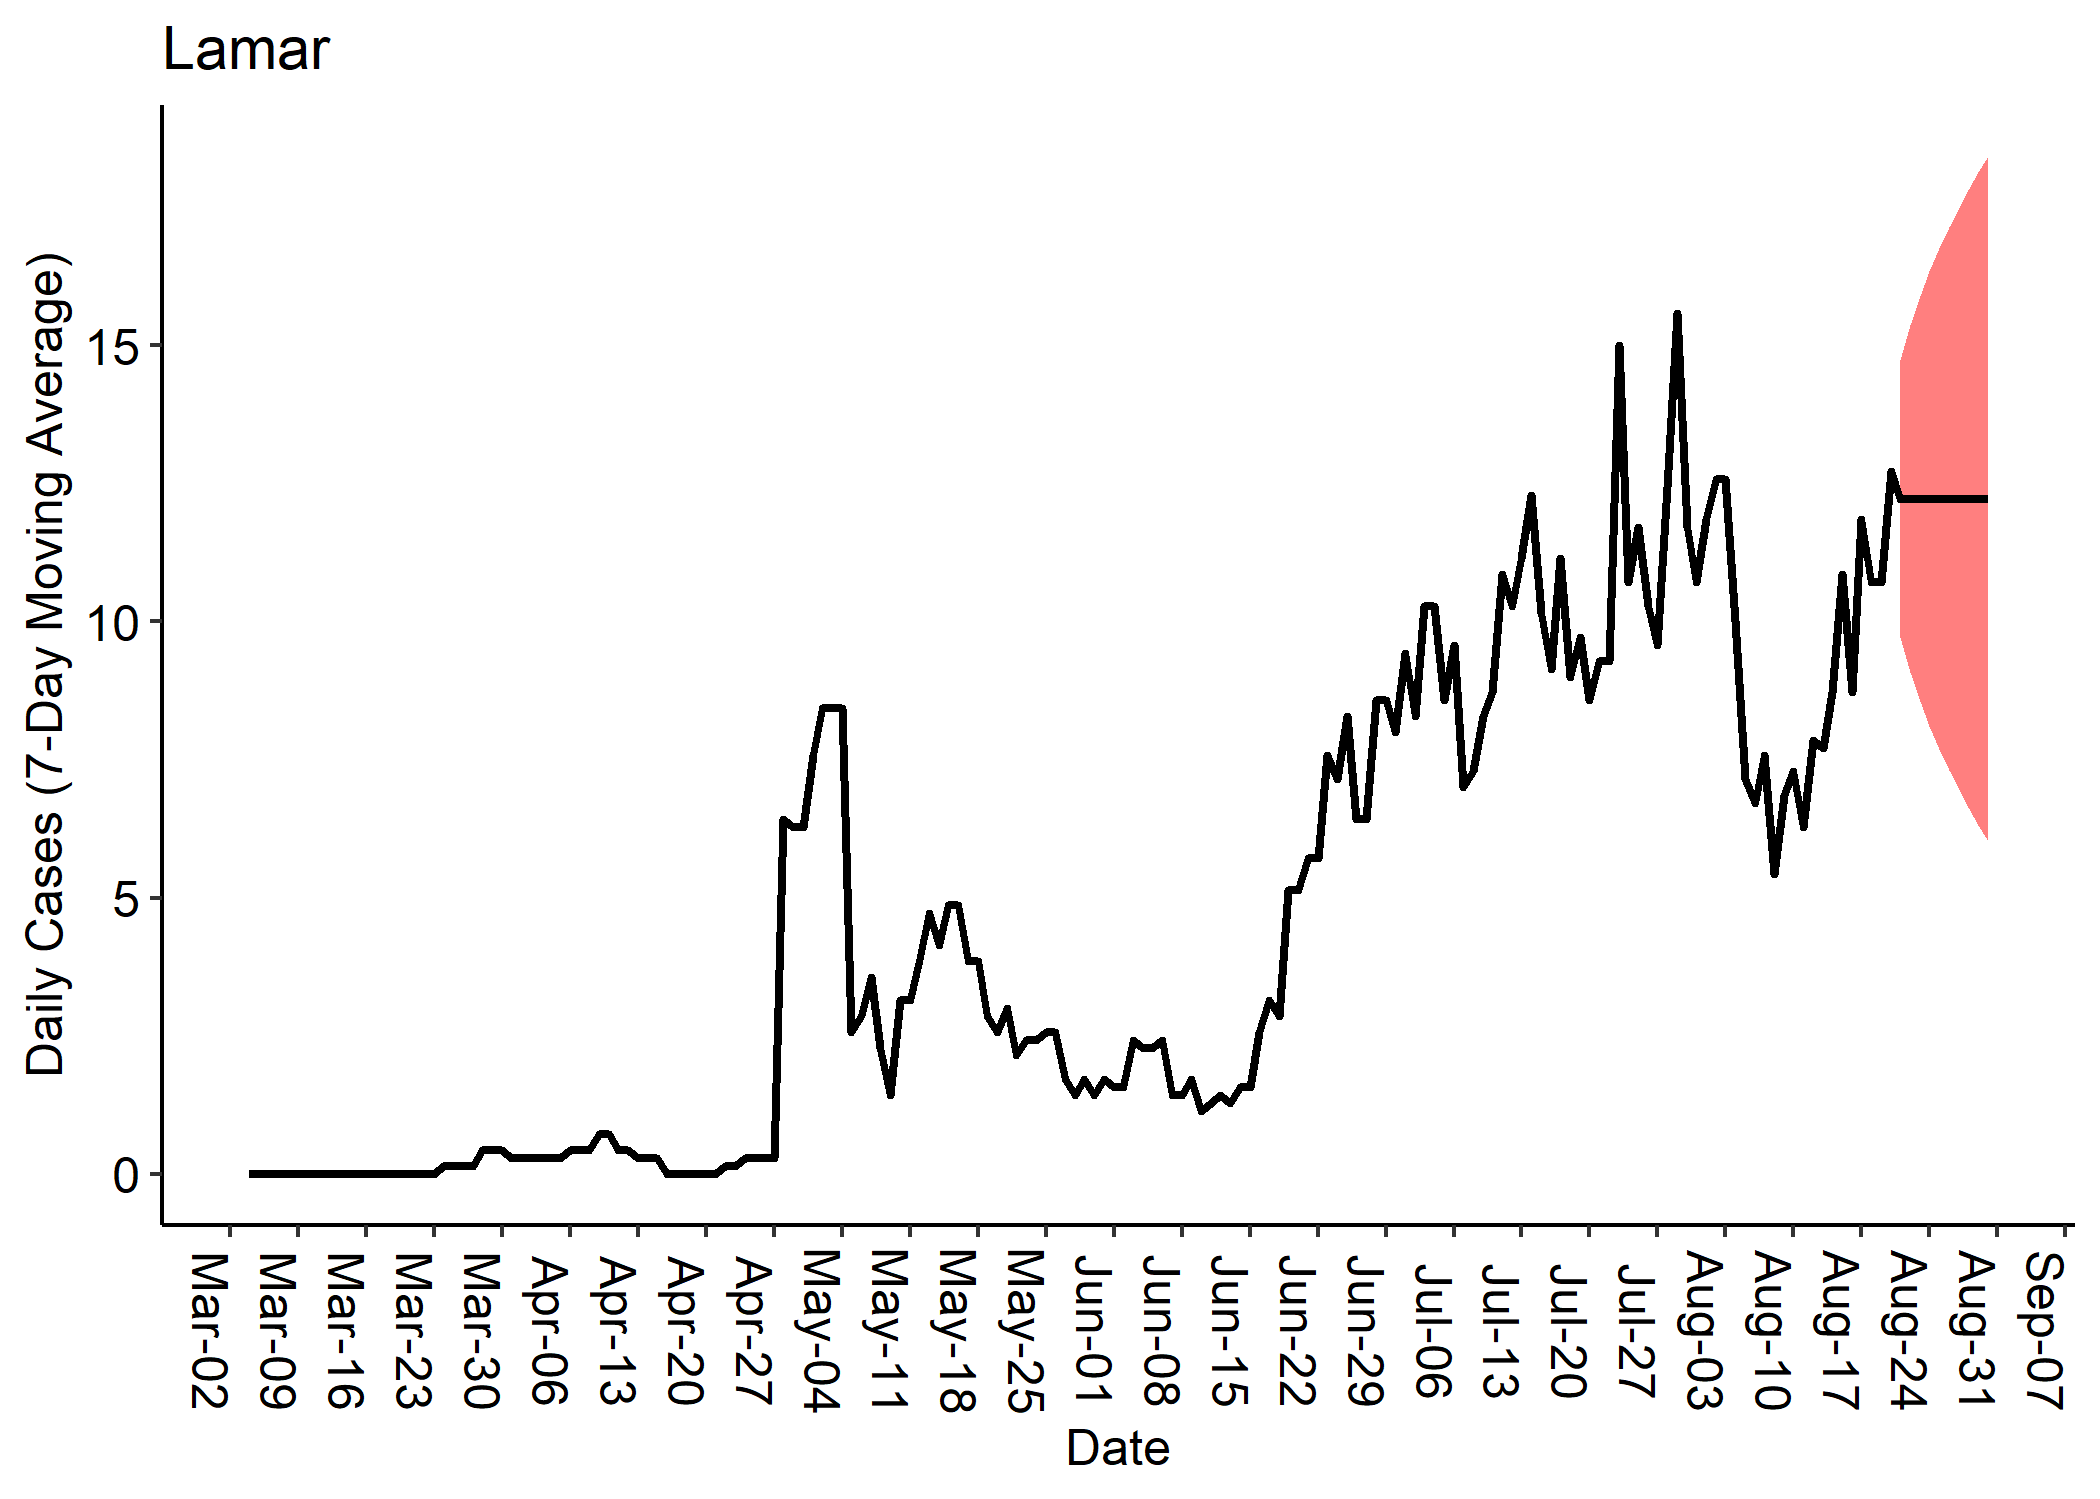 Lamar
Daily Cases (7-Day Moving Average)
15
10
5
0
Mar-02
Mar-09
Mar-16
Mar-23
Mar-30
Apr-06
Apr-13
Apr-20
Apr-27
May-04
May-11
May-18
May-25
Jun-01
Jun-08
Jun-15
Jun-22
Jun-29
Jul-06
Jul-13
Jul-20
Jul-27
Aug-03
Aug-10
Aug-17
Aug-24
Aug-31
Sep-07
Date